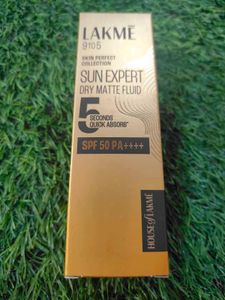 LAKMĒ
9to5
SKIN PERFECT
COLLECTION
SUN EXPERT
DRY MATTE FLUID
5 SECONDS
QUICK ABSORB*
SPF 50 PA++++
HOUSE of LAKMĒ